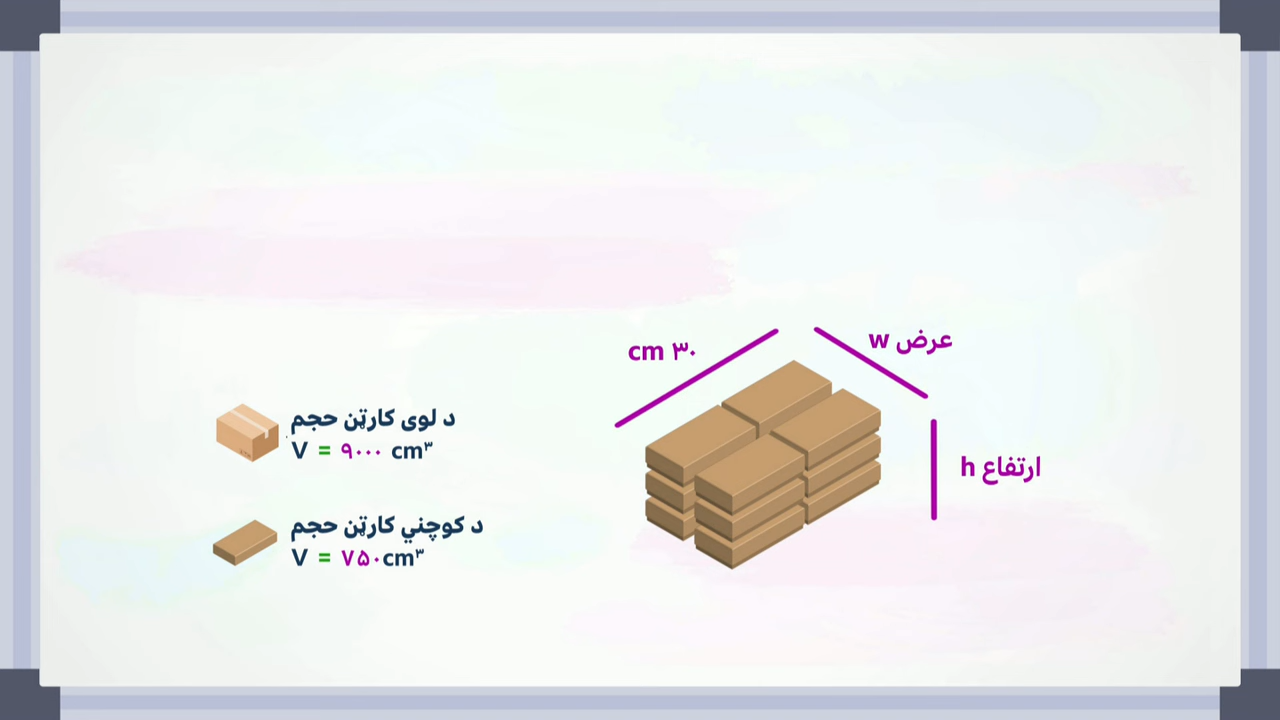 د لوی کارټن حجم
V = ۹۰۰۰ cm³
د کوچني کارټن حجم
V = ۷۵۰cm³
cm ۳۰
عرض w
ارتفاع h